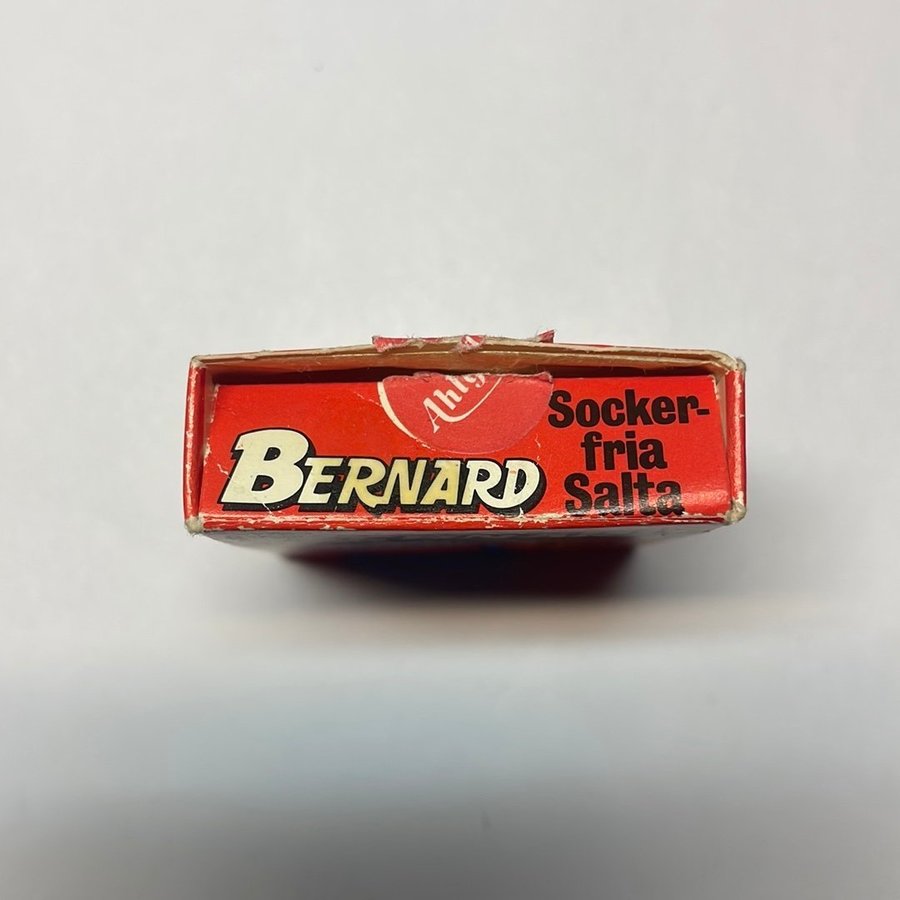 BERNARD
Socker-
fria
Salta